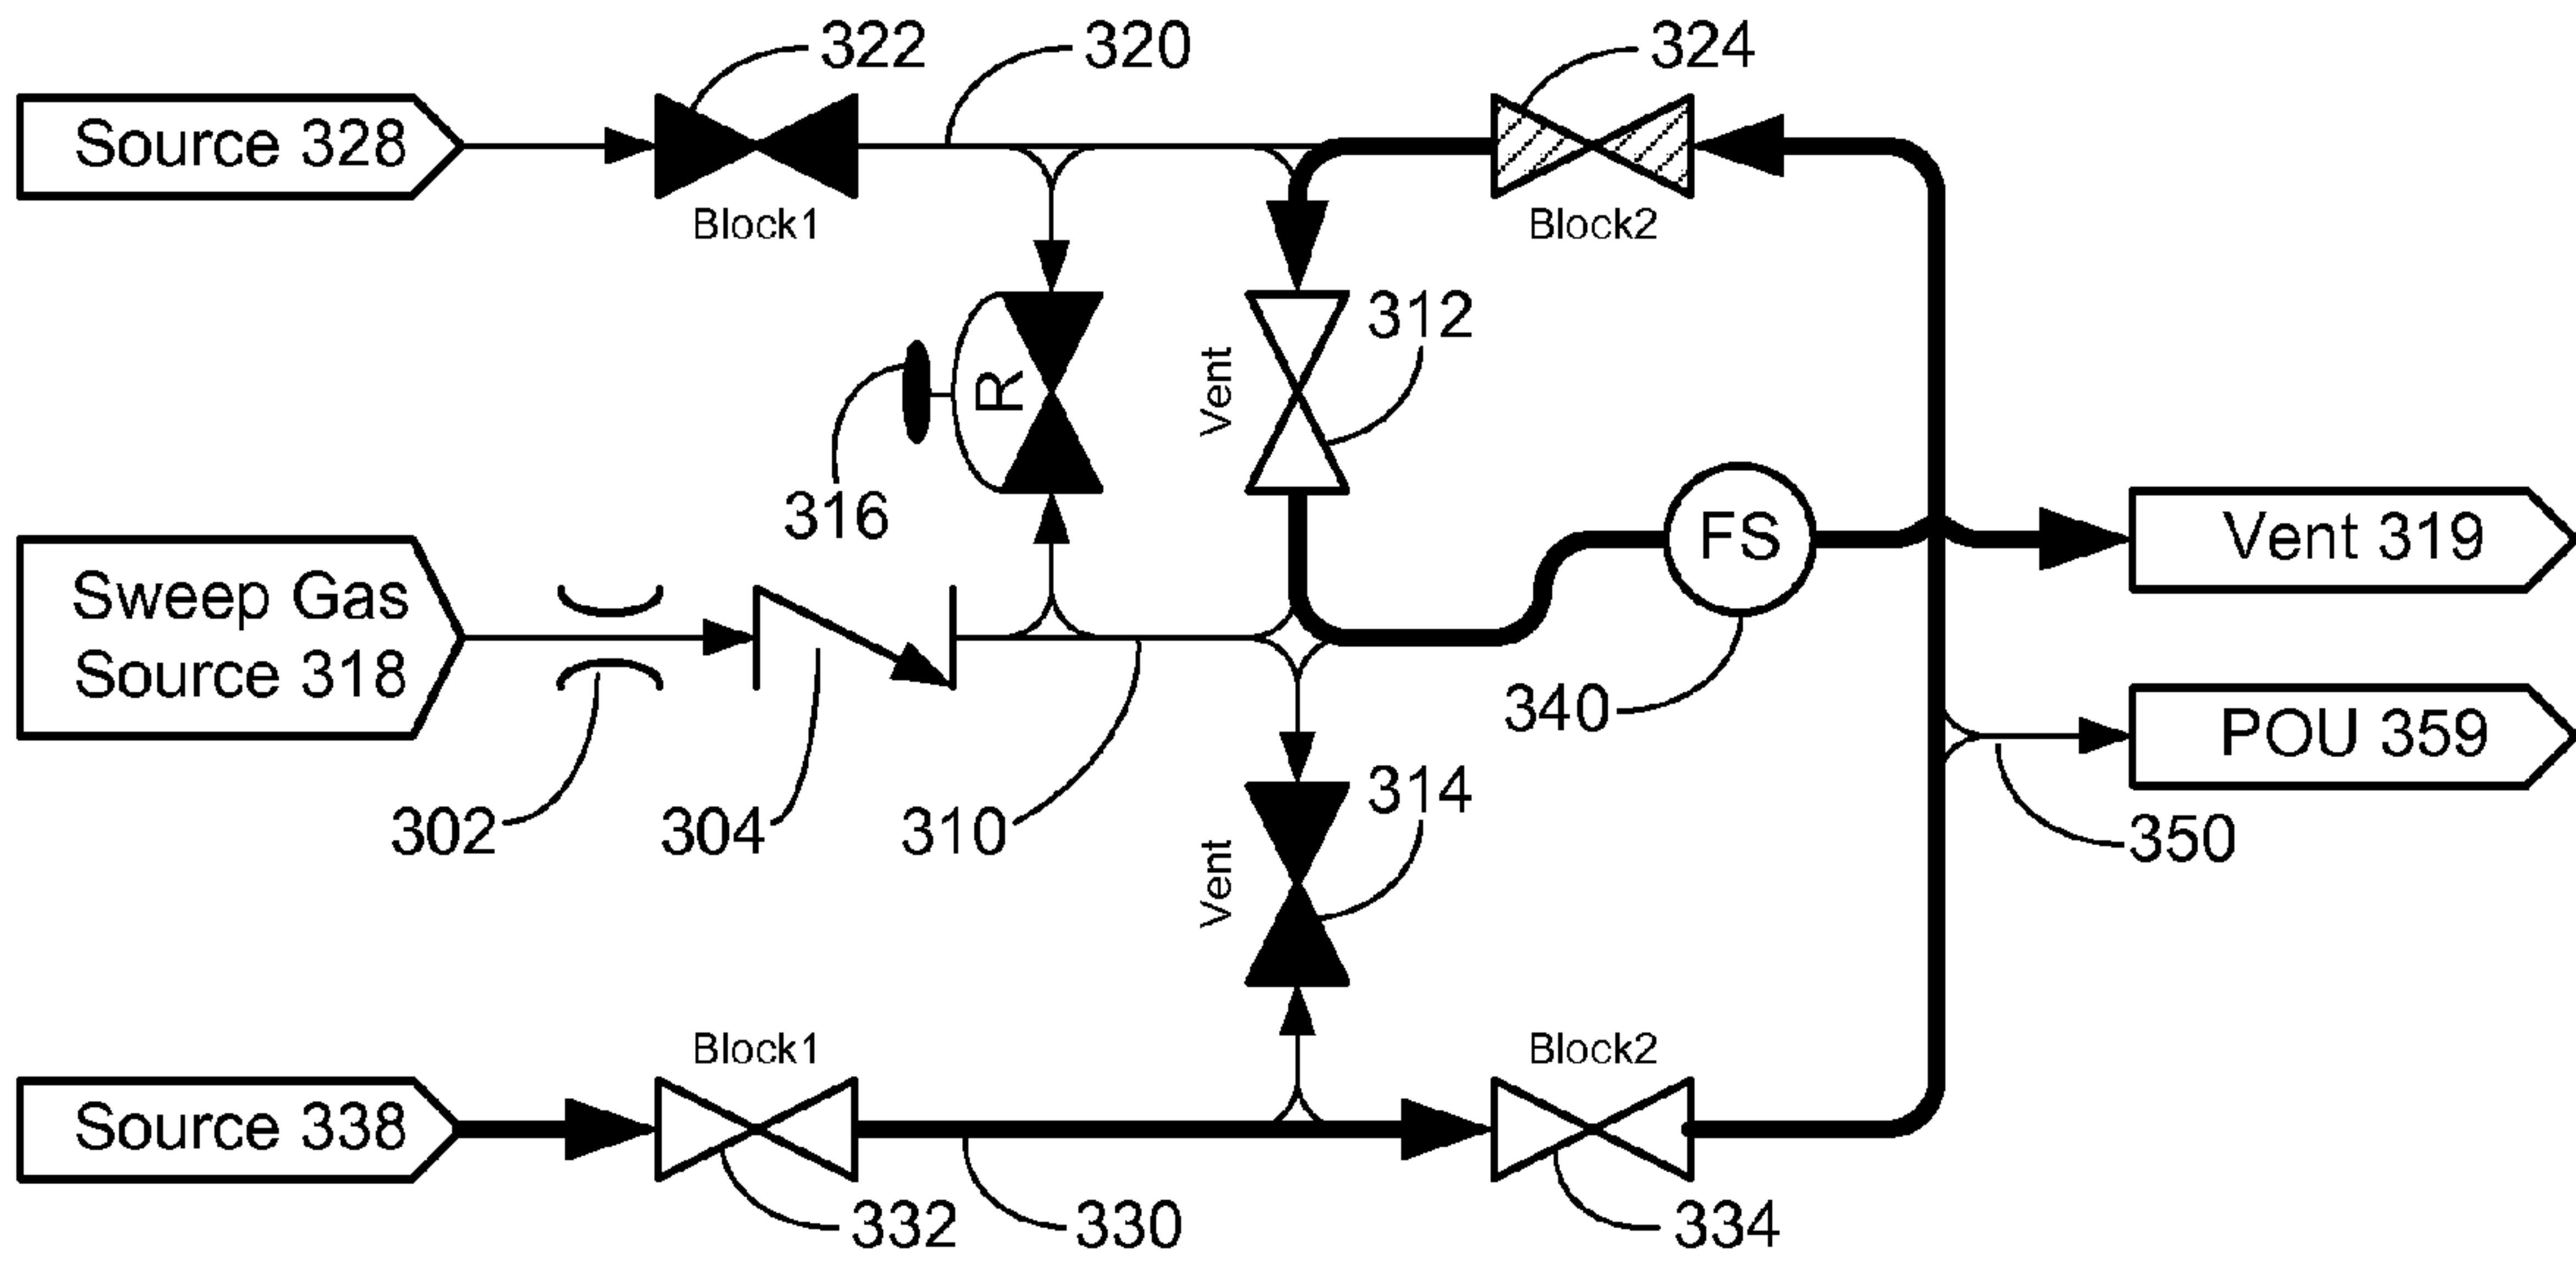 322
320
324
Source 328
Block1
Block2
312
Vent
R
316
FS
Vent 319
Sweep Gas
Source 318
340
POU 359
302
304
310
314
350
Vent
Block1
Block2
Source 338
332
330
334